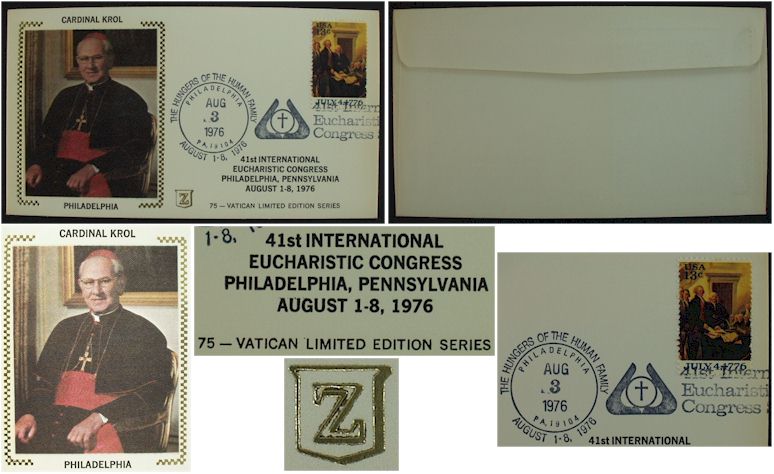 CARDINAL KROL
PHILADELPHIA
THE HUNGERS OF THE HUMAN FAMILY
PHILADELPHIA
AUG
3
1976
PA, 19104
AUGUST 1-8, 1976
USA
13c
JULY 4, 1776
41st Intern
Eucharistic
Congress
41st INTERNATIONAL
EUCHARISTIC CONGRESS
PHILADELPHIA, PENNSYLVANIA
AUGUST 1-8, 1976
Z
75 — VATICAN LIMITED EDITION SERIES
CARDINAL KROL
PHILADELPHIA
1-8,
41st INTERNATIONAL
EUCHARISTIC CONGRESS
PHILADELPHIA, PENNSYLVANIA
AUGUST 1-8, 1976
75 — VATICAN LIMITED EDITION SERIES
Z
USA
13c
JULY 4, 1776
THE HUNGERS OF THE HUMAN FAMILY
PHILADELPHIA
AUG
3
1976
PA, 19104
AUGUST 1-8, 1976
41st Intern
Eucharisti
Congress
41st INTERNATIONAL